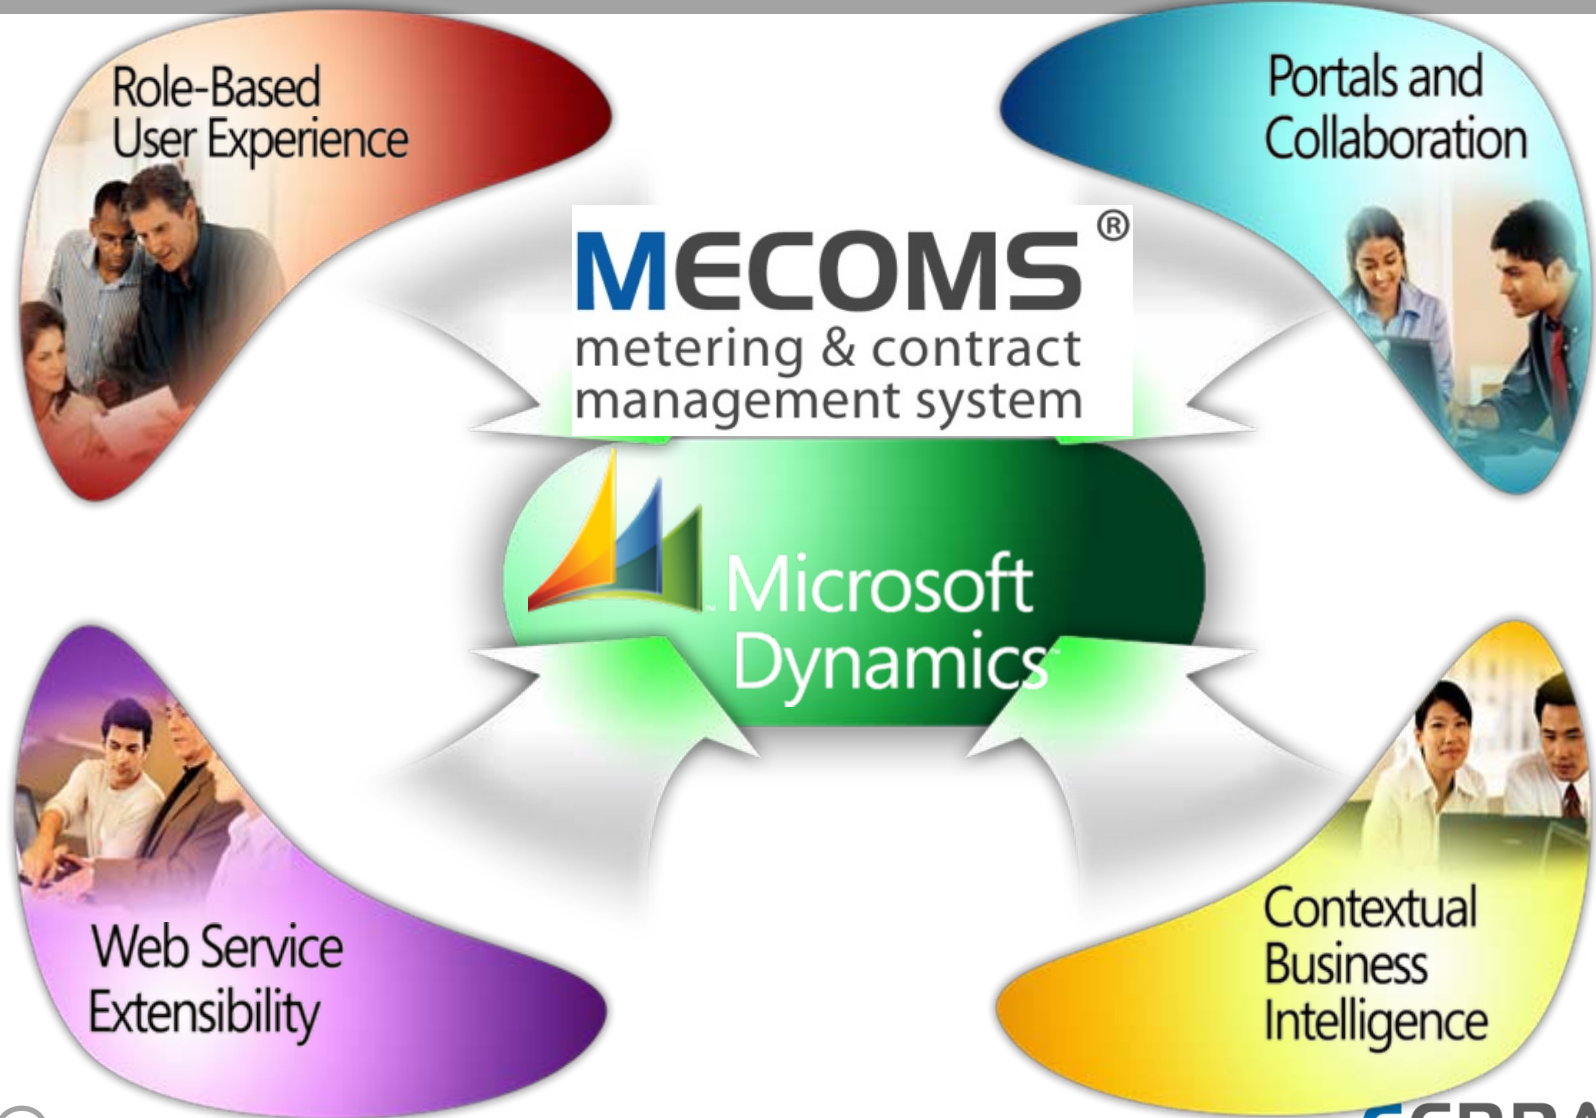 Role-Based
User Experience
Portals and
Collaboration
MECOMS ®
metering & contract
management system
Microsoft
Dynamics™
Web Service
Extensibility
Contextual
Business
Intelligence